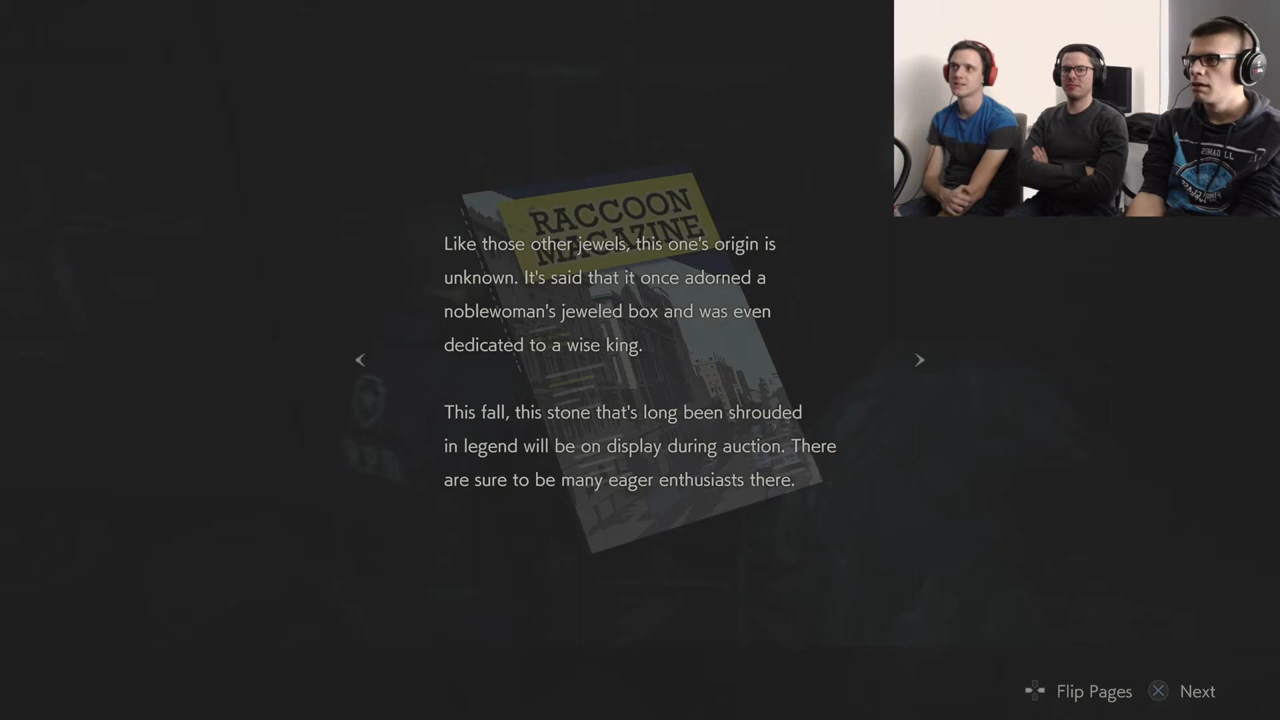 RACCOON
MAGAZINE
Like those other jewels, this one's origin is
unknown. It's said that it once adorned a
noblewoman's jeweled box and was even
dedicated to a wise king.
This fall, this stone that's long been shrouded
in legend will be on display during auction. There
are sure to be many eager enthusiasts there.
Flip Pages
Next